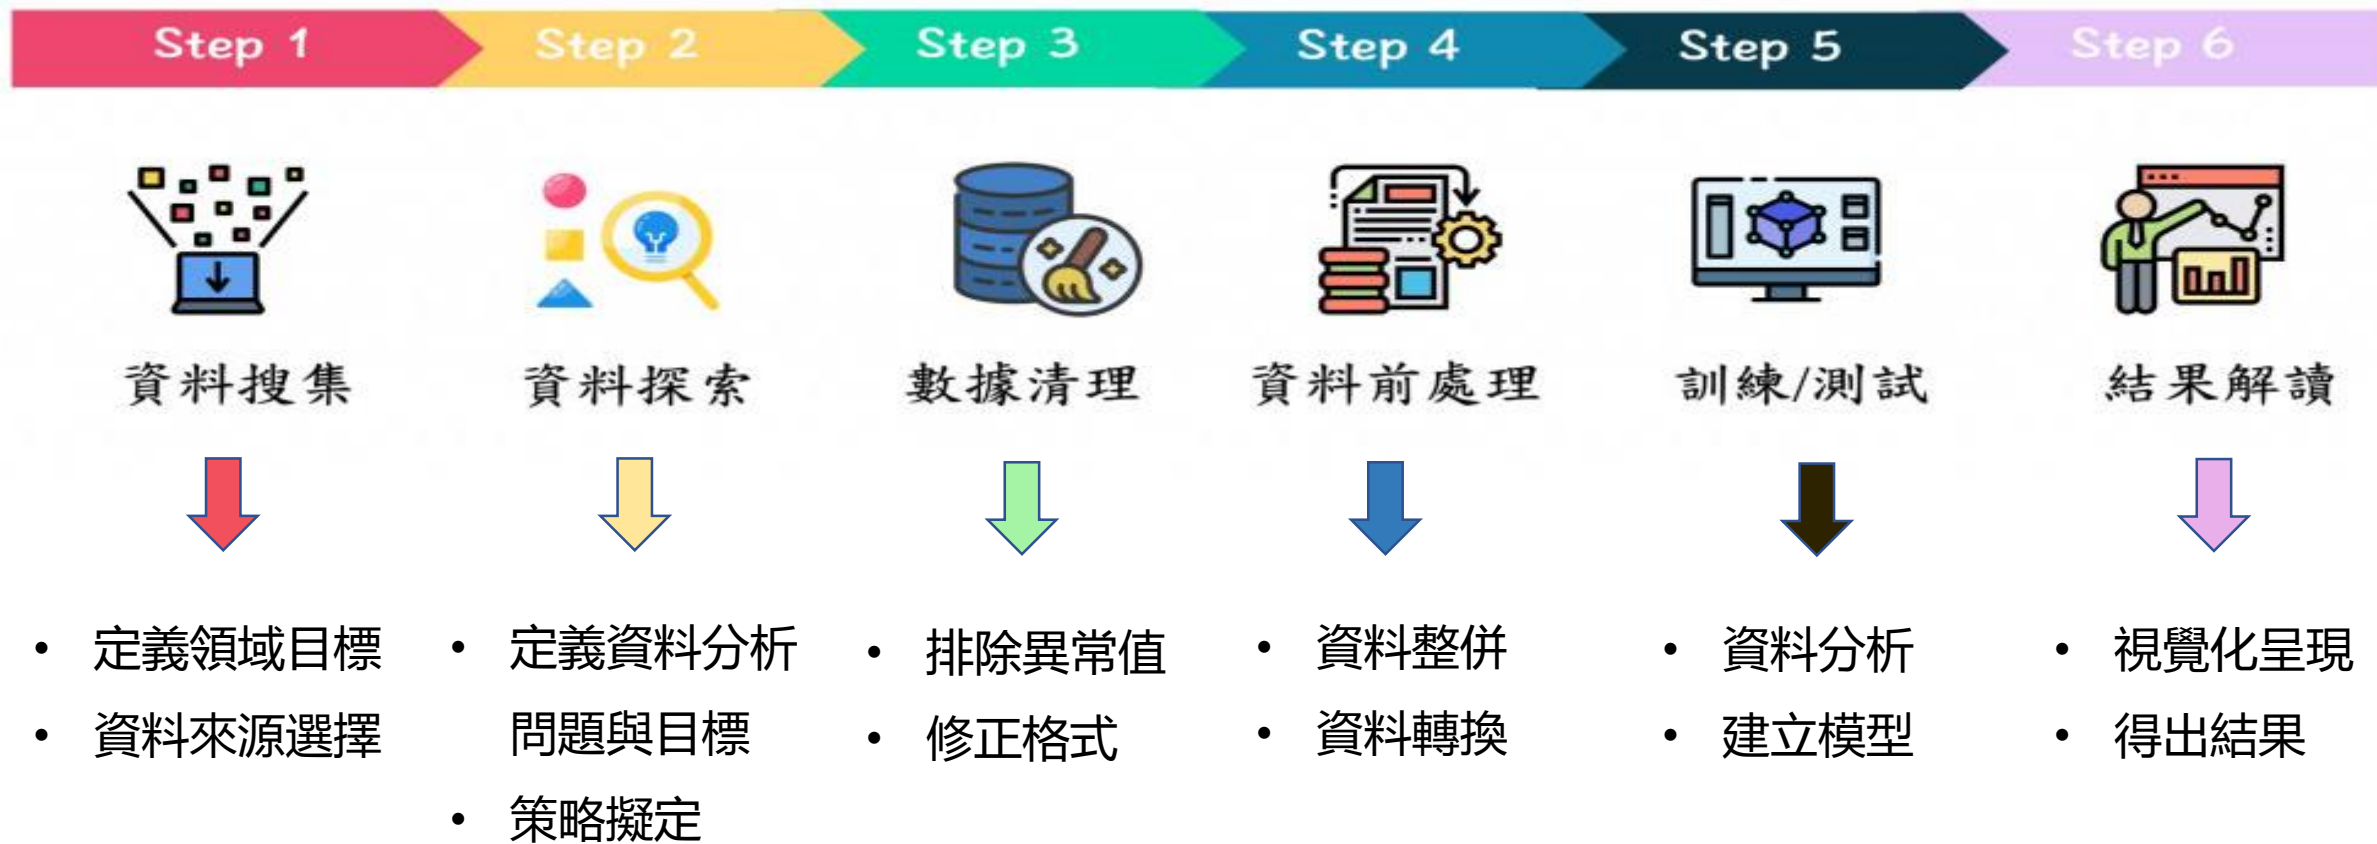 Step 1
Step 2
Step 3
Step 4
Step 5
Step 6
資料搜集
資料探索
數據清理
資料前處理
訓練/測試
結果解讀
• 定義領域目標
• 資料來源選擇
• 定義資料分析
問題與目標
• 策略擬定
• 排除異常值
• 修正格式
• 資料整併
• 資料轉換
• 資料分析
• 建立模型
• 視覺化呈現
• 得出結果